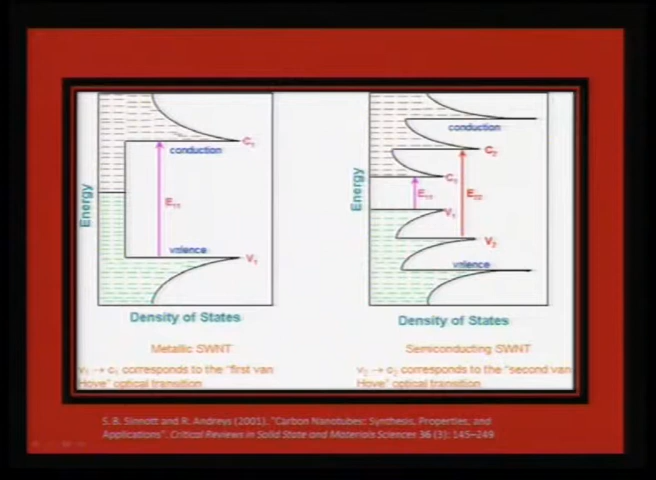 C₁
conduction
E₁₁
valence
V₁
Energy
Density of States
Metallic SWNT
v₁ → c₁ corresponds to the "first van
Hove" optical transition
conduction
C₂
C₁
E₁₁
E₂₂
V₁
V₂
valence
Energy
Density of States
Semiconducting SWNT
v₂ → c₂ corresponds to the "second van
Hove" optical transition
S. B. Sinnott and R. Andreys (2001). "Carbon Nanotubes: Synthesis, Properties, and
Applications". Critical Reviews in Solid State and Materials Sciences 36 (3): 145–249